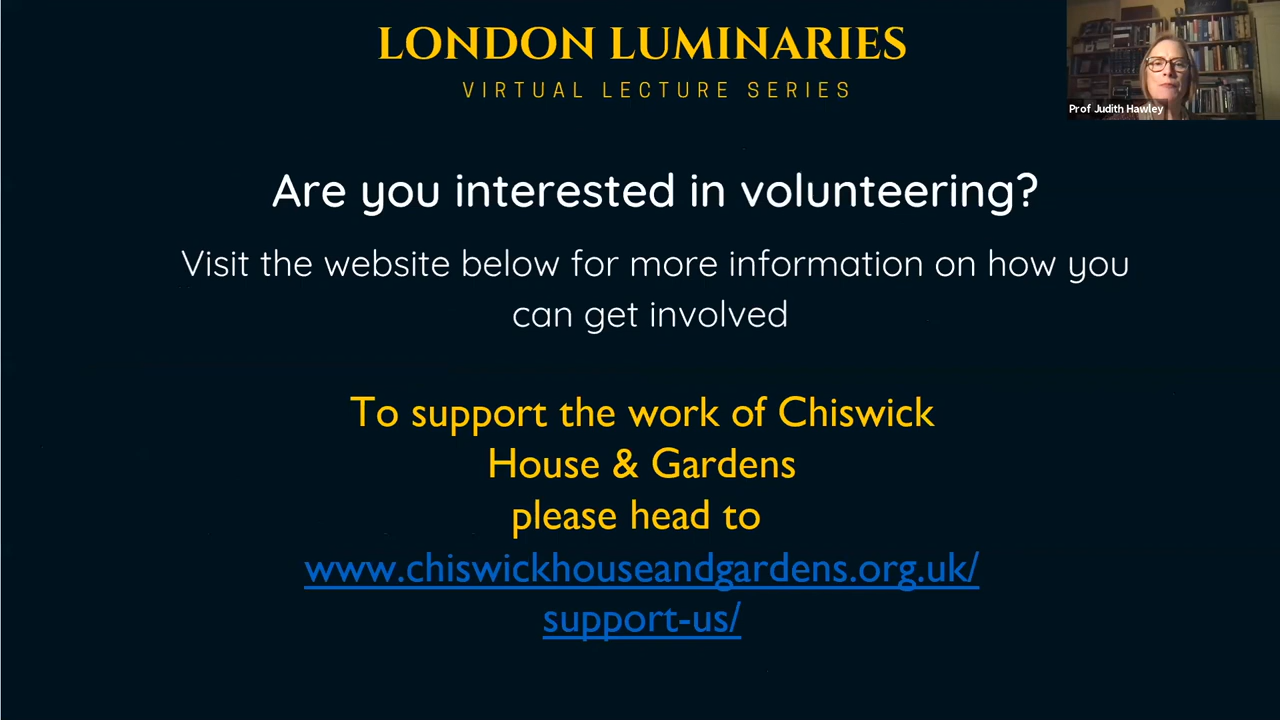 LONDON LUMINARIES
VIRTUAL LECTURE SERIES
Prof Judith Hawley
Are you interested in volunteering?
Visit the website below for more information on how you
can get involved
To support the work of Chiswick
House & Gardens
please head to
www.chiswickhouseandgardens.org.uk/
support-us/